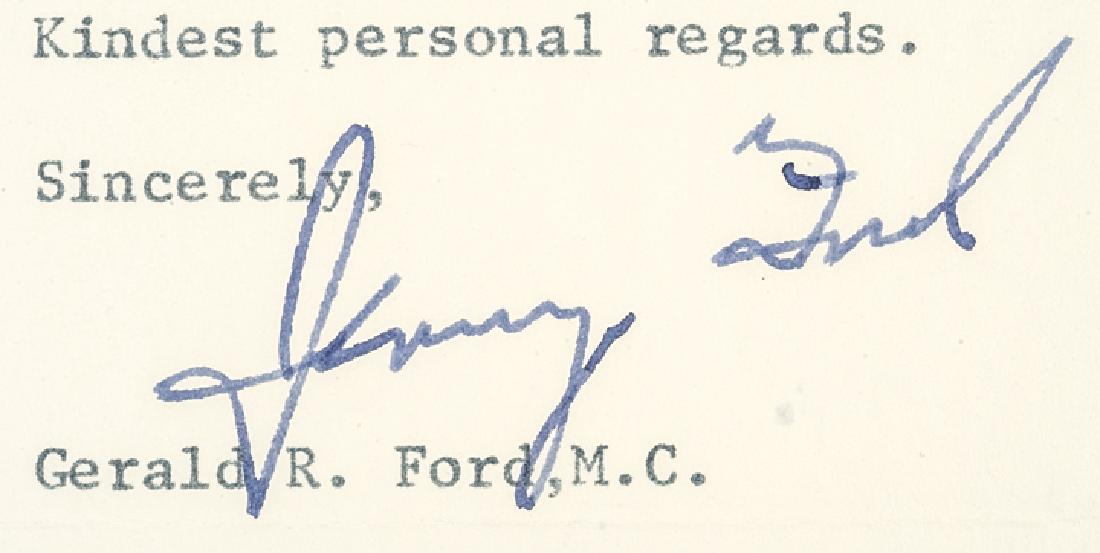 Kindest personal regards.
Sincerely,
Jerry Ford
Gerald R. Ford,M.C.